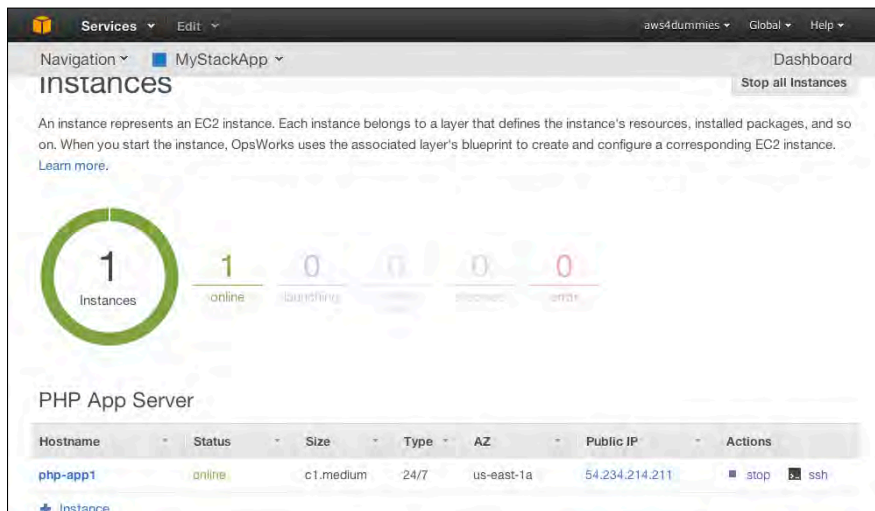 Services Edit aws4dummies Global Help
Navigation MyStackApp Dashboard
Instances Stop all Instances
An instance represents an EC2 instance. Each instance belongs to a layer that defines the instance's resources, installed packages, and so
on. When you start the instance, OpsWorks uses the associated layer's blueprint to create and configure a corresponding EC2 instance.
Learn more.
1 1 0 0 0 0
Instances online launching stopped error
PHP App Server
Hostname Status Size Type AZ Public IP Actions
php-app1 online c1.medium 24/7 us-east-1a 54.234.214.211 stop ssh
+ Instance